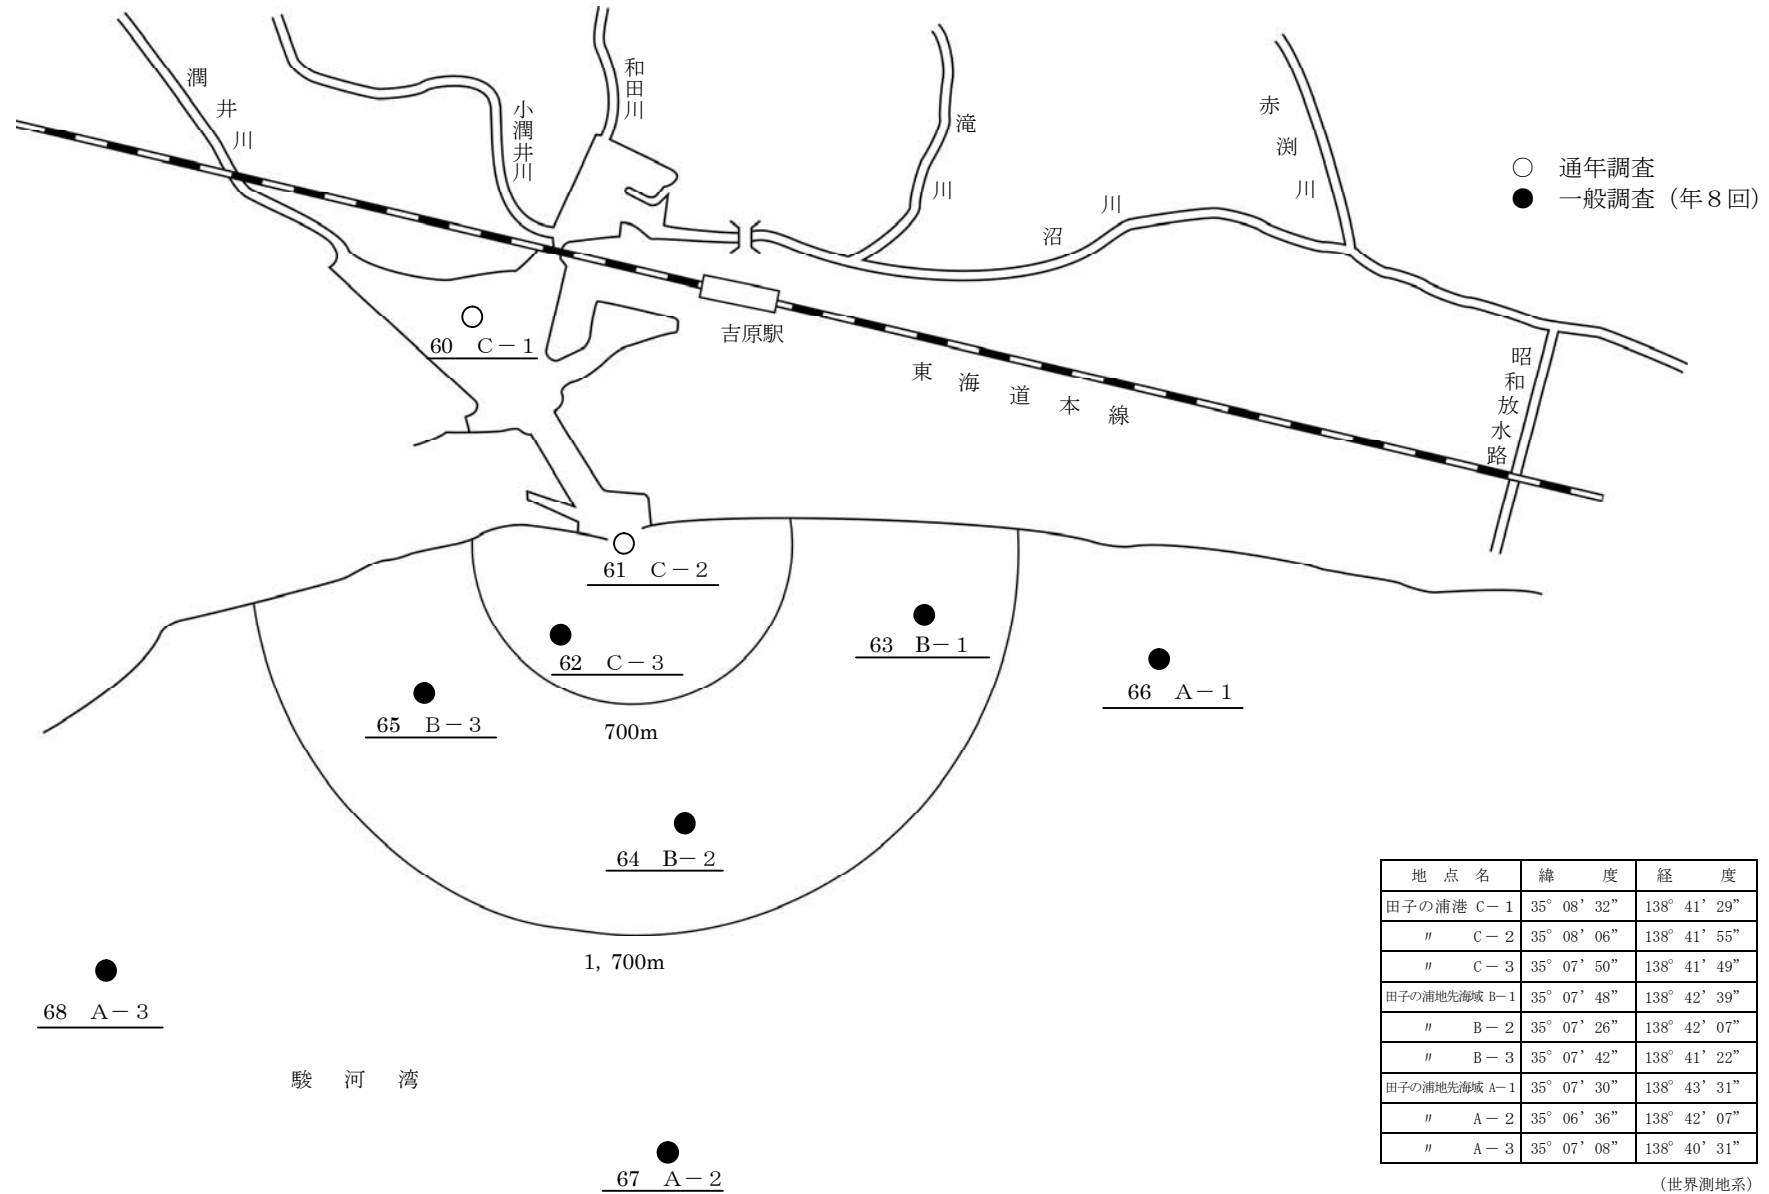 潤井川
小潤井川
和田川
滝川
沼川
赤渕川
○ 通年調査
● 一般調査（年８回）
60 C－1
吉原駅
東海道本線
昭和放水路
61 C－2
62 C－3
63 B－1
66 A－1
65 B－3
700m
64 B－2
1,700m
68 A－3
駿河湾
67 A－2
地点名 緯度 経度
田子の浦港 C－1 35° 08’ 32” 138° 41’ 29”
〃 C－2 35° 08’ 06” 138° 41’ 55”
〃 C－3 35° 07’ 50” 138° 41’ 49”
田子の浦地先海域 B－1 35° 07’ 48” 138° 42’ 39”
〃 B－2 35° 07’ 26” 138° 42’ 07”
〃 B－3 35° 07’ 42” 138° 41’ 22”
田子の浦地先海域 A－1 35° 07’ 30” 138° 43’ 31”
〃 A－2 35° 06’ 36” 138° 42’ 07”
〃 A－3 35° 07’ 08” 138° 40’ 31”
（世界測地系）